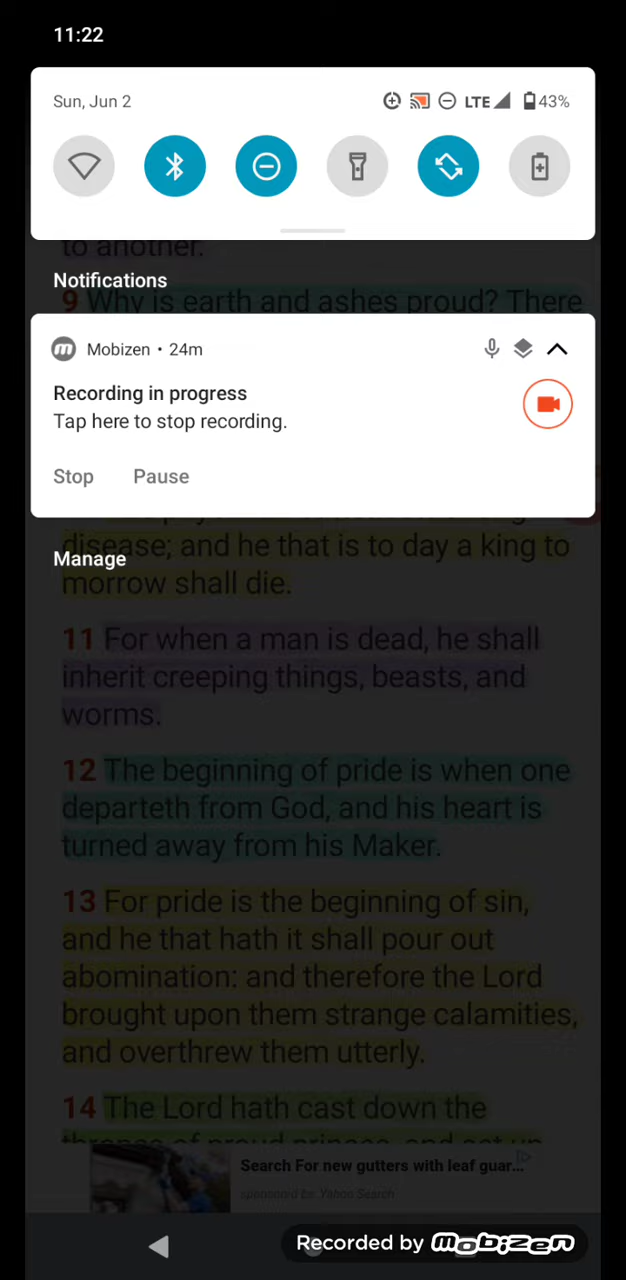 11:22
Sun, Jun 2
LTE 43%
to another.
Notifications
9 Why is earth and ashes proud? There
Mobizen • 24m
Recording in progress
Tap here to stop recording.
Stop Pause
disease; and he that is to day a king to
Manage
morrow shall die.
11 For when a man is dead, he shall
inherit creeping things, beasts, and
worms.
12 The beginning of pride is when one
departeth from God, and his heart is
turned away from his Maker.
13 For pride is the beginning of sin,
and he that hath it shall pour out
abomination: and therefore the Lord
brought upon them strange calamities,
and overthrew them utterly.
14 The Lord hath cast down the
Search For new gutters with leaf guar...
sponsored by: Yahoo Search
Recorded by mobizen